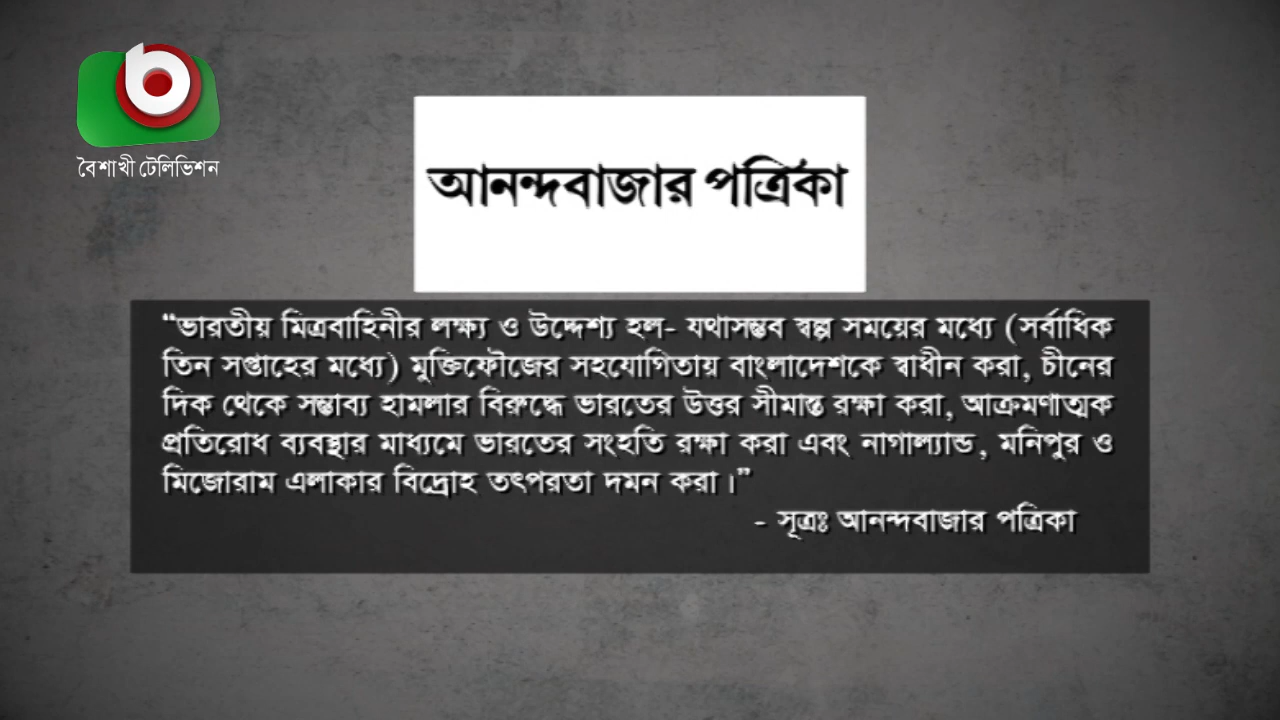 বৈশাখী টেলিভিশন
আনন্দবাজার পত্রিকা
“ভারতীয় মিত্রবাহিনীর লক্ষ্য ও উদ্দেশ্য হল- যথাসম্ভব স্বল্প সময়ের মধ্যে (সর্বাধিক
তিন সপ্তাহের মধ্যে) মুক্তিফৌজের সহযোগিতায় বাংলাদেশকে স্বাধীন করা, চীনের
দিক থেকে সম্ভাব্য হামলার বিরুদ্ধে ভারতের উত্তর সীমান্ত রক্ষা করা, আক্রমণাত্মক
প্রতিরোধ ব্যবস্থার মাধ্যমে ভারতের সংহতি রক্ষা করা এবং নাগাল্যান্ড, মনিপুর ও
মিজোরাম এলাকার বিদ্রোহ তৎপরতা দমন করা।”
- সূত্রঃ আনন্দবাজার পত্রিকা